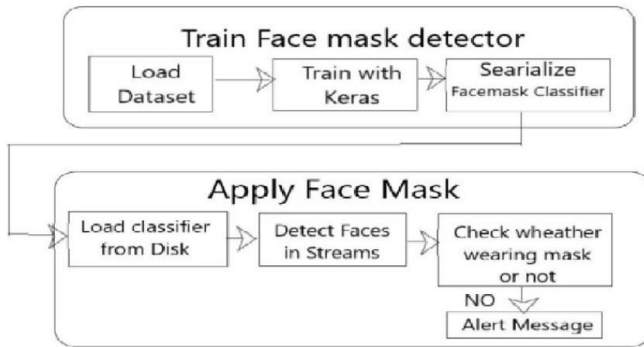 Train Face mask detector
Load
Dataset
Train with
Keras
Searialize
Facemask Classifier
Apply Face Mask
Load classifier
from Disk
Detect Faces
in Streams
Check wheather
wearing mask
or not
NO
Alert Message